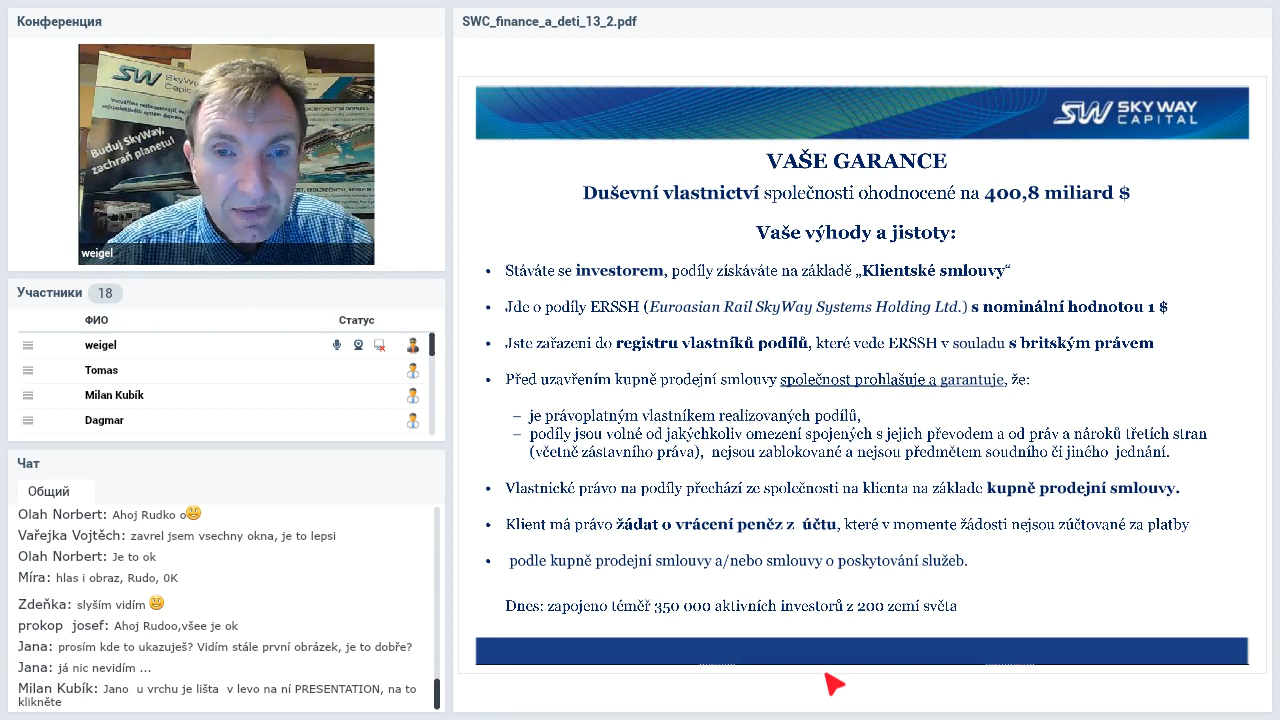 Конференция
SW SkyWay
Capital
Buduj SkyWay,
zachraň planetu!
weigel
Участники 18
ФИО Статус
weigel
Tomas
Milan Kubík
Dagmar
Чат
Общий
Olah Norbert: Ahoj Rudko o
Vařejka Vojtěch: zavrel jsem vsechny okna, je to lepsi
Olah Norbert: Je to ok
Míra: hlas i obraz, Rudo, 0K
Zdeňka: slyším vidím
prokop josef: Ahoj Rudoo,všee je ok
Jana: prosím kde to ukazuješ? Vidím stále první obrázek, je to dobře?
Jana: já nic nevidím ...
Milan Kubík: Jano u vrchu je lišta v levo na ní PRESENTATION, na to
klikněte
SWC_finance_a_deti_13_2.pdf
SW SKY WAY
CAPITAL
VAŠE GARANCE
Duševní vlastnictví společnosti ohodnocené na 400,8 miliard $
Vaše výhody a jistoty:
• Stáváte se investorem, podíly získáváte na základě „Klientské smlouvy“
• Jde o podíly ERSSH (Euroasian Rail SkyWay Systems Holding Ltd.) s nominální hodnotou 1 $
• Jste zařazeni do registru vlastníků podílů, které vede ERSSH v souladu s britským právem
• Před uzavřením kupně prodejní smlouvy společnost prohlašuje a garantuje, že:
– je právoplatným vlastníkem realizovaných podílů,
– podíly jsou volné od jakýchkoliv omezení spojených s jejich převodem a od práv a nároků třetích stran
(včetně zástavního práva), nejsou zablokované a nejsou předmětem soudního či jiného jednání.
• Vlastnické právo na podíly přechází ze společnosti na klienta na základe kupně prodejní smlouvy.
• Klient má právo žádat o vrácení peněz z účtu, které v momente žádosti nejsou zúčtované za platby
• podle kupně prodejní smlouvy a/nebo smlouvy o poskytování služeb.
Dnes: zapojeno téměř 350 000 aktivních investorů z 200 zemí světa